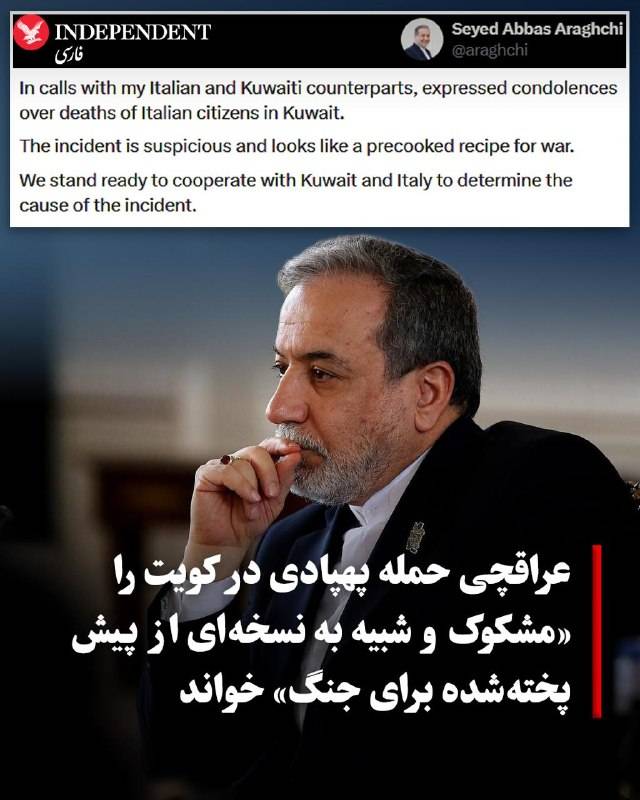 INDEPENDENT
فارسی
Seyed Abbas Araghchi
@araghchi
In calls with my Italian and Kuwaiti counterparts, expressed condolences
over deaths of Italian citizens in Kuwait.
The incident is suspicious and looks like a precooked recipe for war.
We stand ready to cooperate with Kuwait and Italy to determine the
cause of the incident.
عراقچی حمله پهپادی در کویت را
«مشکوک و شبیه به نسخه‌ای از پیش
پخته‌شده برای جنگ» خواند